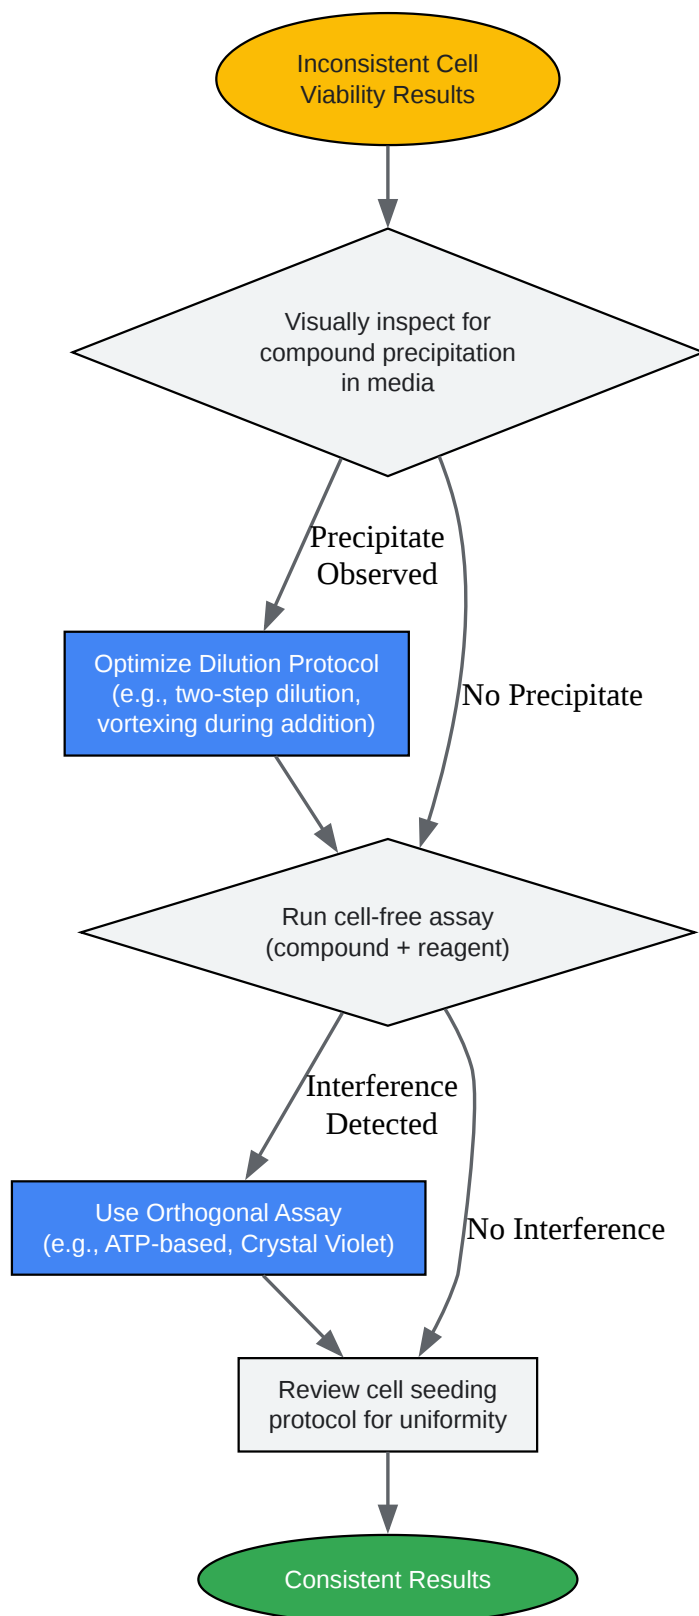 Inconsistent Cell
Viability Results
Visually inspect for
compound precipitation
in media
Precipitate
Observed
Optimize Dilution Protocol
(e.g., two-step dilution,
vortexing during addition)
No Precipitate
Run cell-free assay
(compound + reagent)
Interference
Detected
Use Orthogonal Assay
(e.g., ATP-based, Crystal Violet)
No Interference
Review cell seeding
protocol for uniformity
Consistent Results